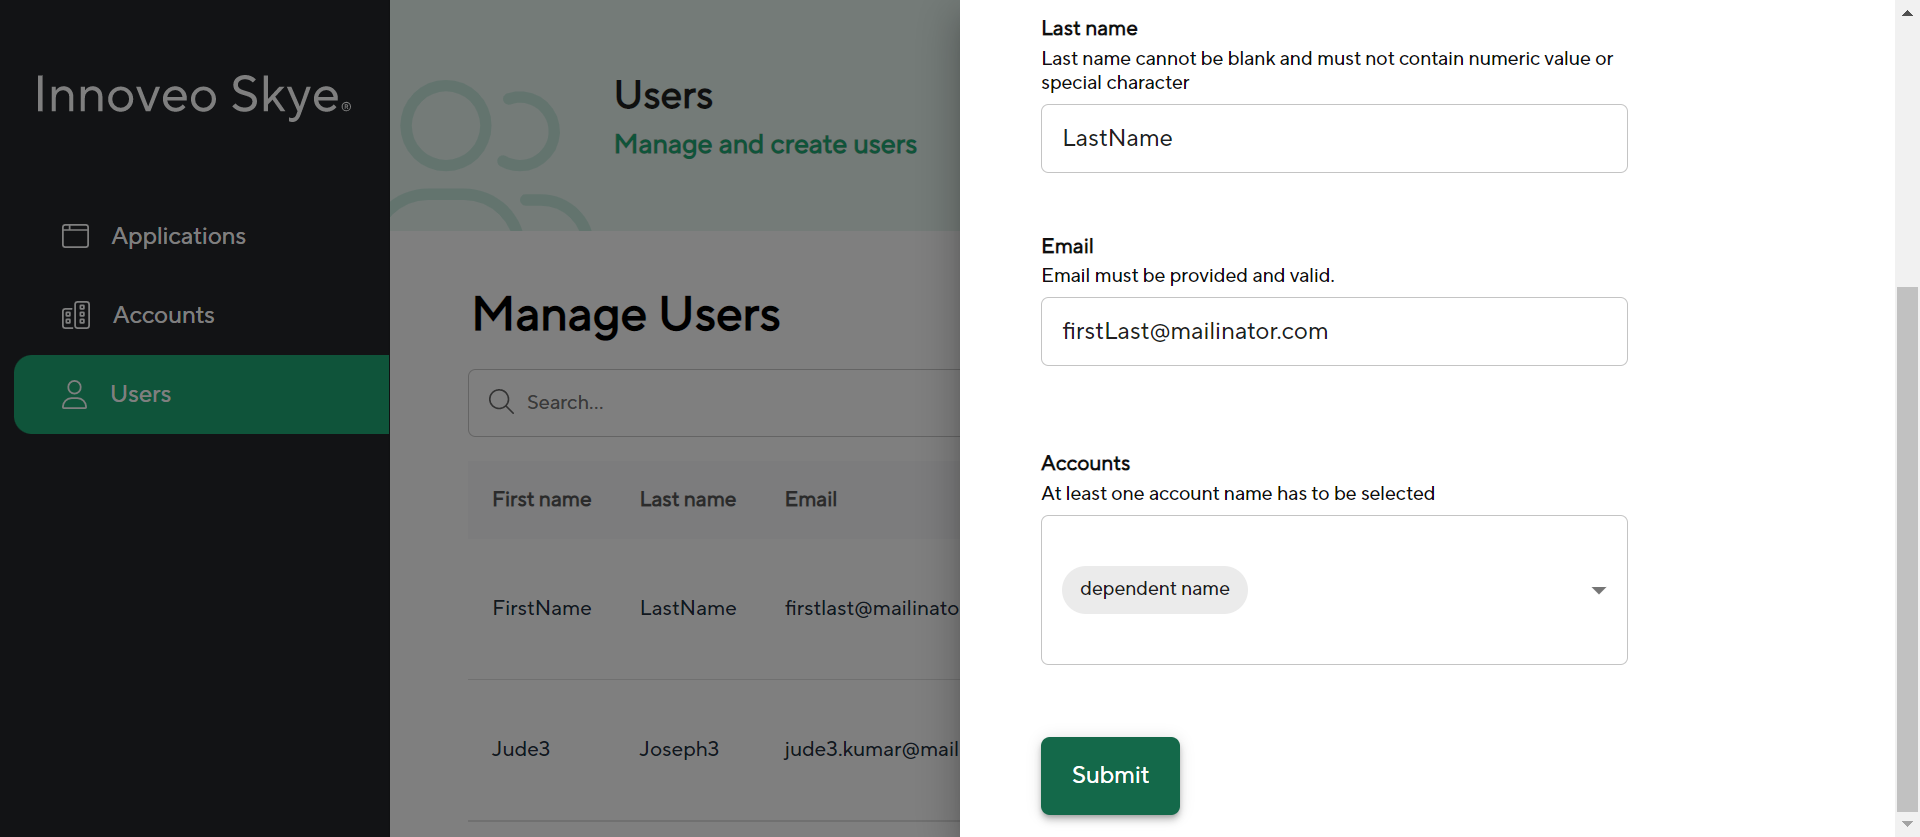 Innoveo Skye®
Applications
Accounts
Users
Users
Manage and create users
Manage Users
Search...
First name Last name Email
FirstName LastName firstlast@mailinato
Jude3 Joseph3 jude3.kumar@mail
Last name
Last name cannot be blank and must not contain numeric value or
special character
LastName
Email
Email must be provided and valid.
firstLast@mailinator.com
Accounts
At least one account name has to be selected
dependent name
Submit